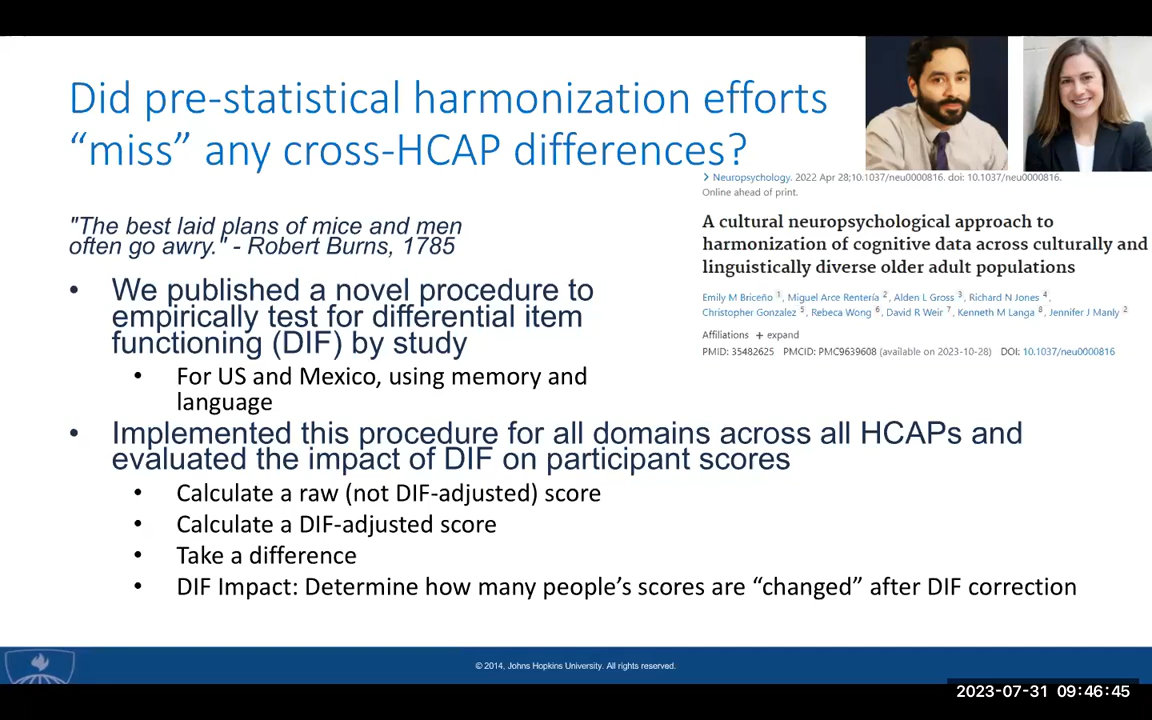 Did pre-statistical harmonization efforts
“miss” any cross-HCAP differences?
> Neuropsychology. 2022 Apr 28;10.1037/neu0000816. doi: 10.1037/neu0000816.
Online ahead of print.
A cultural neuropsychological approach to
harmonization of cognitive data across culturally and
linguistically diverse older adult populations
Emily M Briceño 1, Miguel Arce Rentería 2, Alden L Gross 3, Richard N Jones 4,
Christopher Gonzalez 5, Rebeca Wong 6, David R Weir 7, Kenneth M Langa 8, Jennifer J Manly 2
Affiliations + expand
PMID: 35482625 PMCID: PMC9639608 (available on 2023-10-28) DOI: 10.1037/neu0000816
"The best laid plans of mice and men
often go awry." - Robert Burns, 1785
• We published a novel procedure to
empirically test for differential item
functioning (DIF) by study
• For US and Mexico, using memory and
language
• Implemented this procedure for all domains across all HCAPs and
evaluated the impact of DIF on participant scores
• Calculate a raw (not DIF-adjusted) score
• Calculate a DIF-adjusted score
• Take a difference
• DIF Impact: Determine how many people’s scores are “changed” after DIF correction
© 2014, Johns Hopkins University. All rights reserved.
2023-07-31 09:46:45